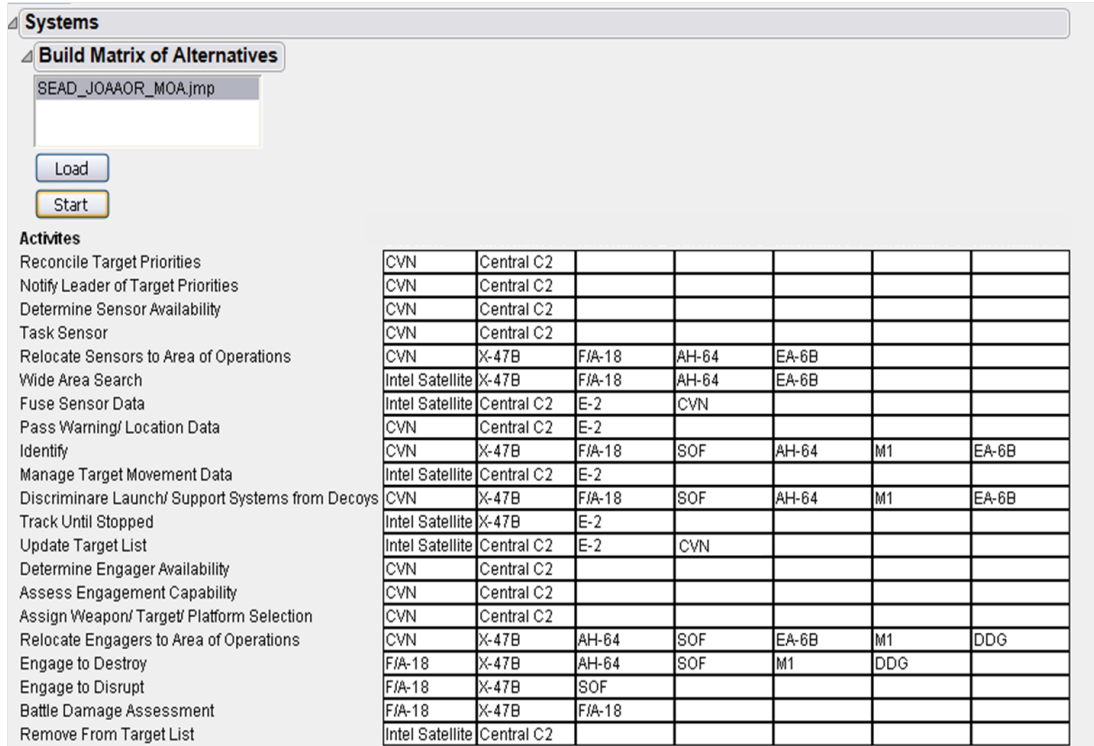 Systems
Build Matrix of Alternatives
SEAD_JOAAOR_MOA.jmp
Load
Start
Activites
Reconcile Target Priorities CVN Central C2
Notify Leader of Target Priorities CVN Central C2
Determine Sensor Availability CVN Central C2
Task Sensor CVN Central C2
Relocate Sensors to Area of Operations CVN X-47B F/A-18 AH-64 EA-6B
Wide Area Search Intel Satellite X-47B F/A-18 AH-64 EA-6B
Fuse Sensor Data Intel Satellite Central C2 E-2 CVN
Pass Warning/ Location Data CVN Central C2 E-2
Identify CVN X-47B F/A-18 SOF AH-64 M1 EA-6B
Manage Target Movement Data Intel Satellite Central C2 E-2
Discriminare Launch/ Support Systems from Decoys CVN X-47B F/A-18 SOF AH-64 M1 EA-6B
Track Until Stopped Intel Satellite X-47B E-2
Update Target List Intel Satellite Central C2 E-2 CVN
Determine Engager Availability CVN Central C2
Assess Engagement Capability CVN Central C2
Assign Weapon/ Target/ Platform Selection CVN Central C2
Relocate Engagers to Area of Operations CVN X-47B AH-64 SOF EA-6B M1 DDG
Engage to Destroy F/A-18 X-47B AH-64 SOF M1 DDG
Engage to Disrupt F/A-18 X-47B SOF
Battle Damage Assessment F/A-18 X-47B F/A-18
Remove From Target List Intel Satellite Central C2